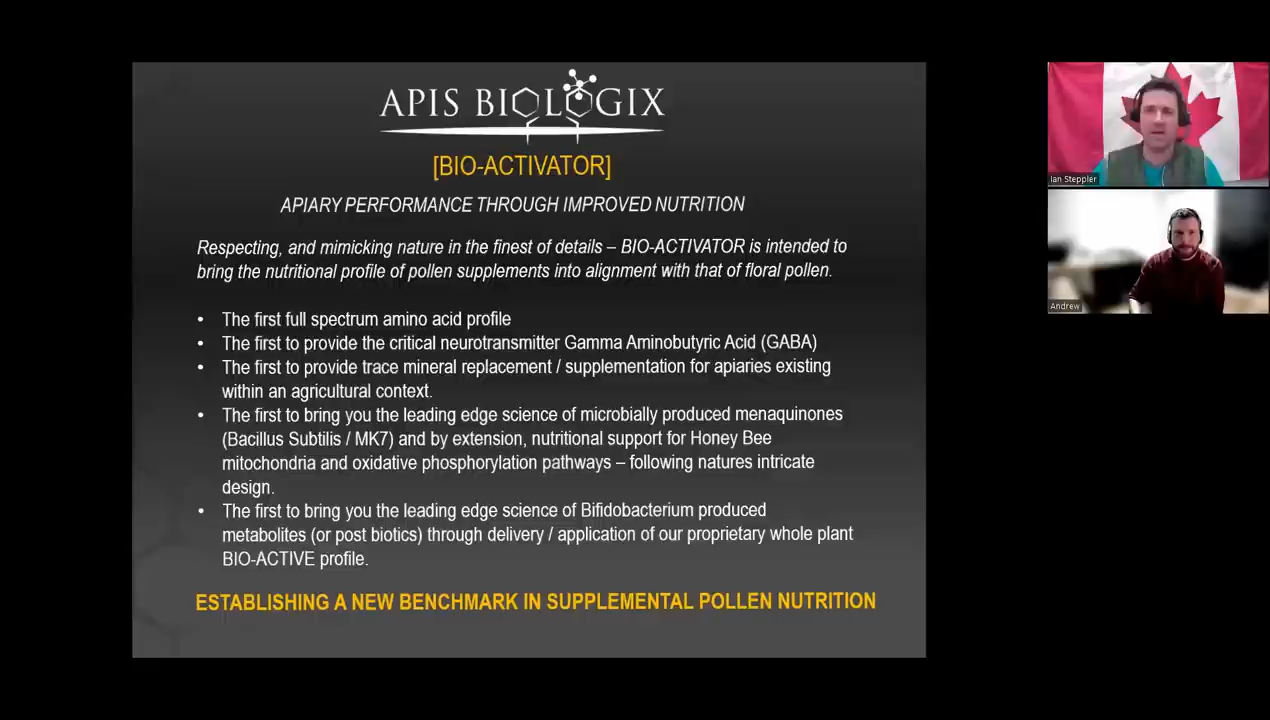 APIS BIOLOGIX
[BIO-ACTIVATOR]
APIARY PERFORMANCE THROUGH IMPROVED NUTRITION
Respecting, and mimicking nature in the finest of details – BIO-ACTIVATOR is intended to
bring the nutritional profile of pollen supplements into alignment with that of floral pollen.
• The first full spectrum amino acid profile
• The first to provide the critical neurotransmitter Gamma Aminobutyric Acid (GABA)
• The first to provide trace mineral replacement / supplementation for apiaries existing
within an agricultural context.
• The first to bring you the leading edge science of microbially produced menaquinones
(Bacillus Subtilis / MK7) and by extension, nutritional support for Honey Bee
mitochondria and oxidative phosphorylation pathways – following natures intricate
design.
• The first to bring you the leading edge science of Bifidobacterium produced
metabolites (or post biotics) through delivery / application of our proprietary whole plant
BIO-ACTIVE profile.
ESTABLISHING A NEW BENCHMARK IN SUPPLEMENTAL POLLEN NUTRITION
Ian Steppler
Andrew